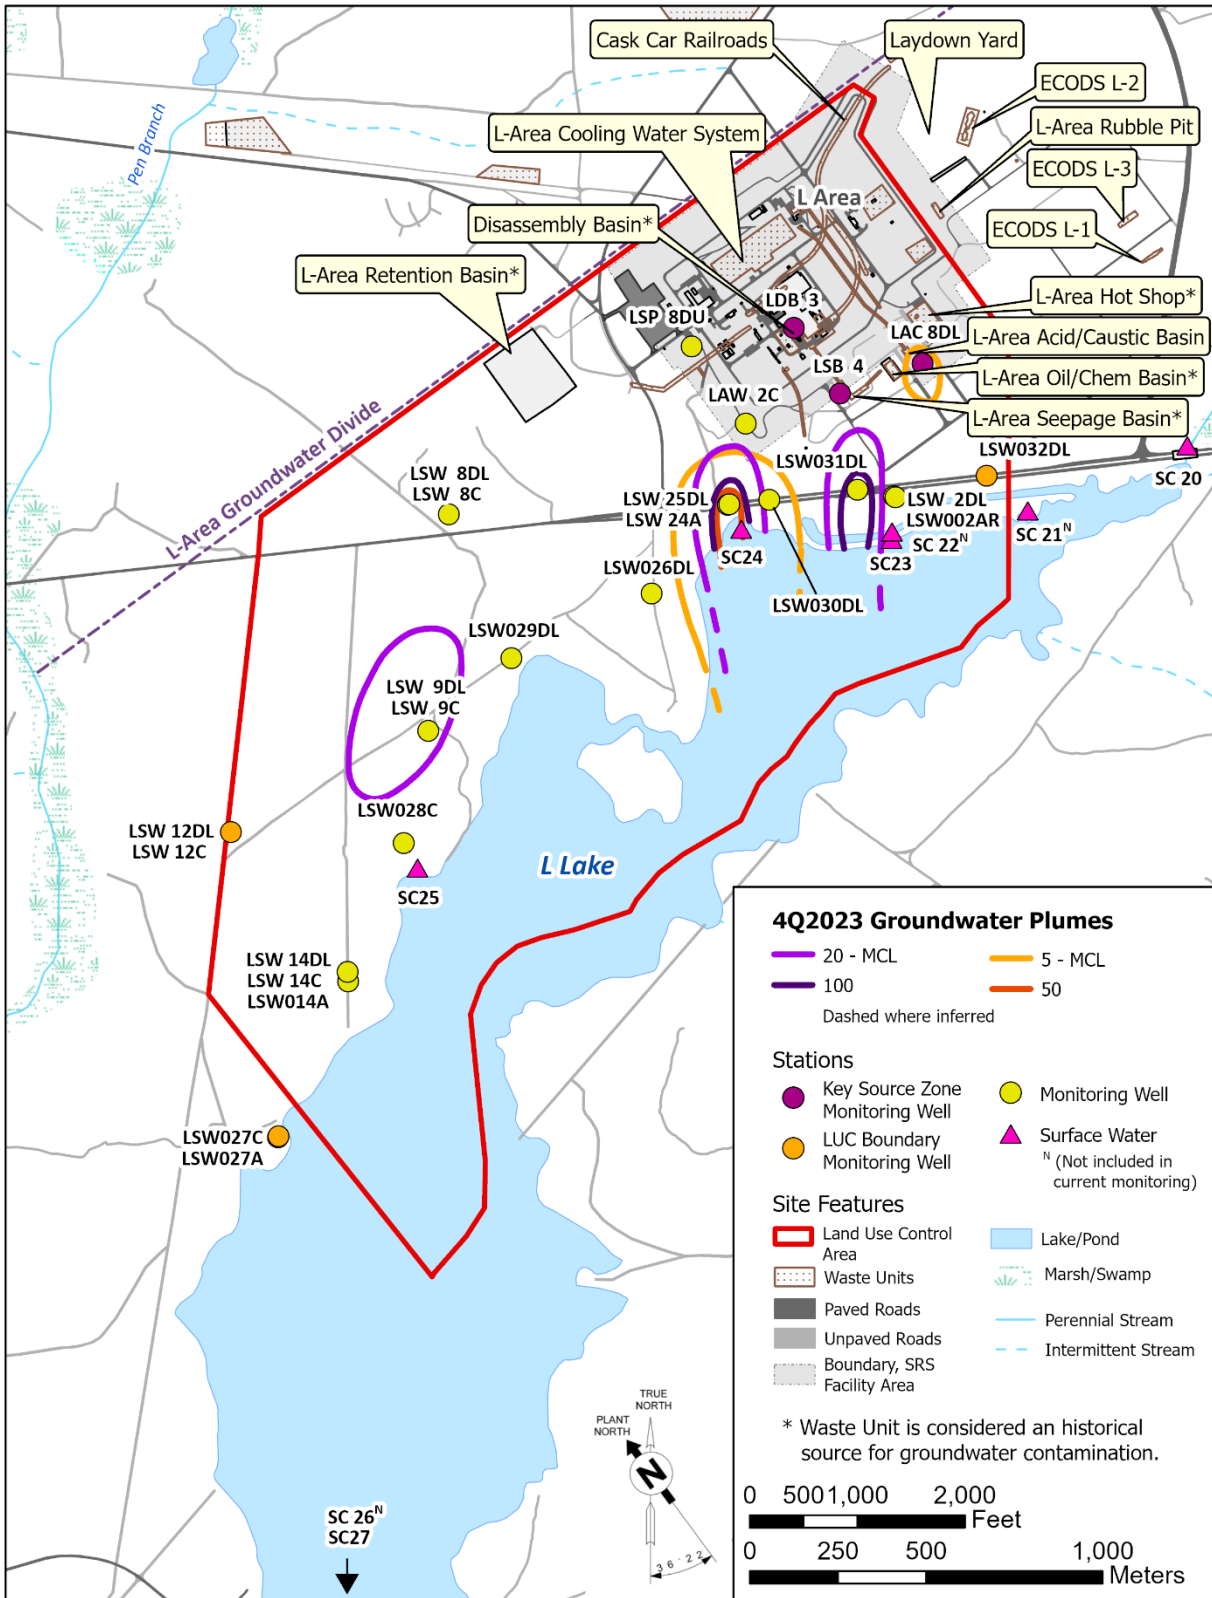 Cask Car Railroads
Laydown Yard
ECODS L-2
L-Area Cooling Water System
L-Area Rubble Pit
ECODS L-3
Pen Branch
L Area
Disassembly Basin*
ECODS L-1
L-Area Retention Basin*
LDB 3
L-Area Hot Shop*
LSP 8DU
LAC 8DL
L-Area Acid/Caustic Basin
LSB 4
L-Area Oil/Chem Basin*
LAW 2C
L-Area Seepage Basin*
L-Area Groundwater Divide
LSW032DL
LSW031DL
SC 20
LSW 8DL
LSW 8C
LSW 25DL
LSW 24A
LSW 2DL
LSW002AR
SC 21N
SC 22N
SC24
SC23
LSW026DL
LSW030DL
LSW029DL
LSW 9DL
LSW 9C
LSW028C
LSW 12DL
LSW 12C
L Lake
SC25
LSW 14DL
LSW 14C
LSW014A
LSW027C
LSW027A
SC 26N
SC27
4Q2023 Groundwater Plumes
20 - MCL
5 - MCL
100
50
Dashed where inferred
Stations
Key Source Zone
Monitoring Well
Monitoring Well
LUC Boundary
Monitoring Well
Surface Water
N (Not included in
current monitoring)
Site Features
Land Use Control
Area
Lake/Pond
Waste Units
Marsh/Swamp
Paved Roads
Perennial Stream
Unpaved Roads
Intermittent Stream
Boundary, SRS
Facility Area
* Waste Unit is considered an historical
source for groundwater contamination.
TRUE
NORTH
PLANT
NORTH
N
36°22'
0 500 1,000 2,000
Feet
0 250 500 1,000
Meters